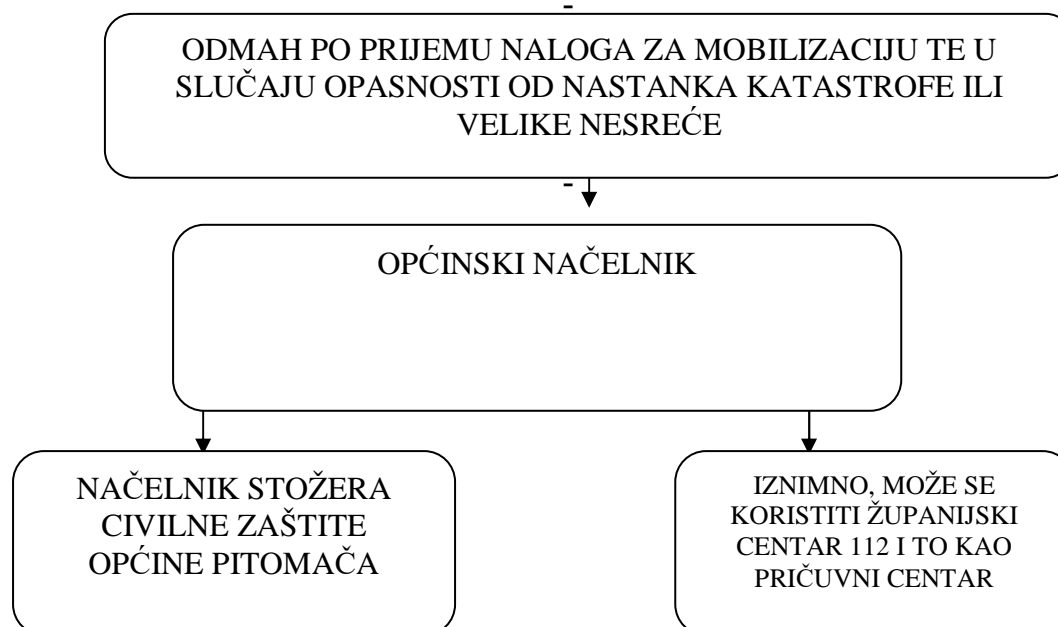 -
ODMAH PO PRIJEMU NALOGA ZA MOBILIZACIJU TE U
SLUČAJU OPASNOSTI OD NASTANKA KATASTROFE ILI
VELIKE NESREĆE
-
OPĆINSKI NAČELNIK
NAČELNIK STOŽERA
CIVILNE ZAŠTITE
OPĆINE PITOMAČA
IZNIMNO, MOŽE SE
KORISTITI ŽUPANIJSKI
CENTAR 112 I TO KAO
PRIČUVNI CENTAR